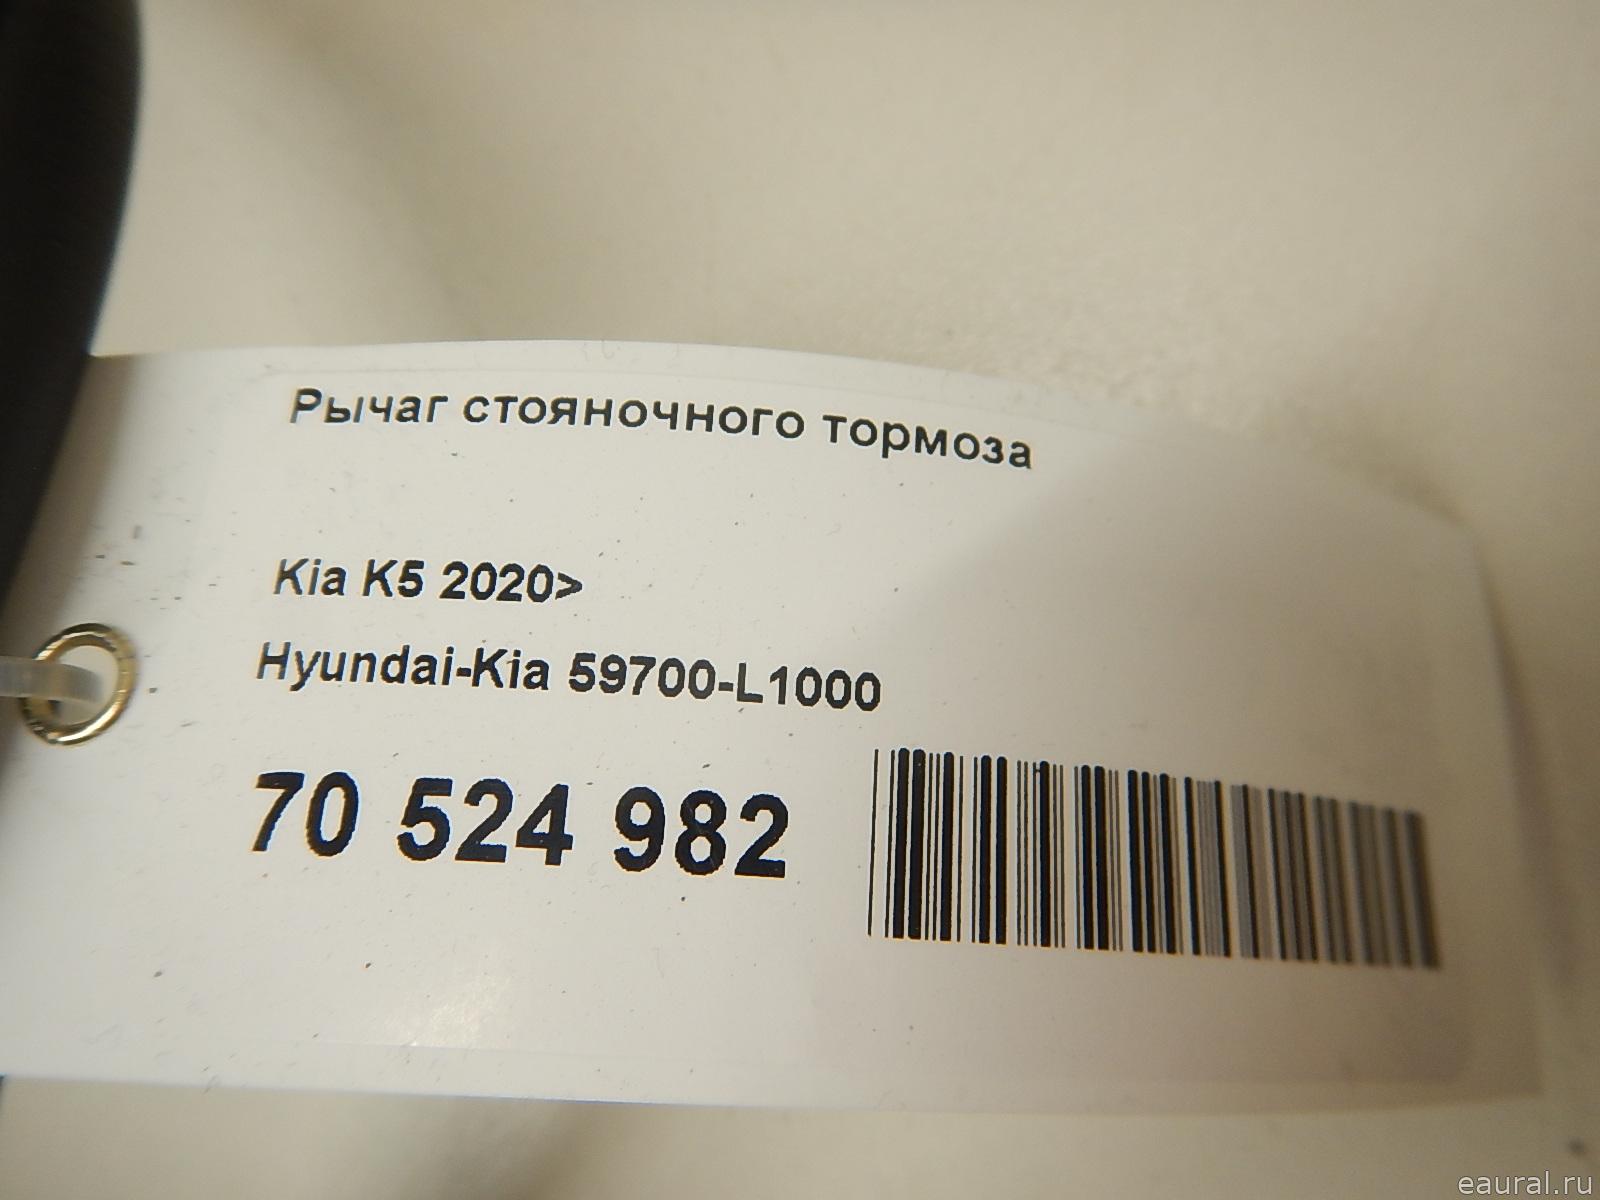 Рычаг стояночного тормоза
Kia K5 2020>
Hyundai-Kia 59700-L1000
70 524 982
eaural.ru